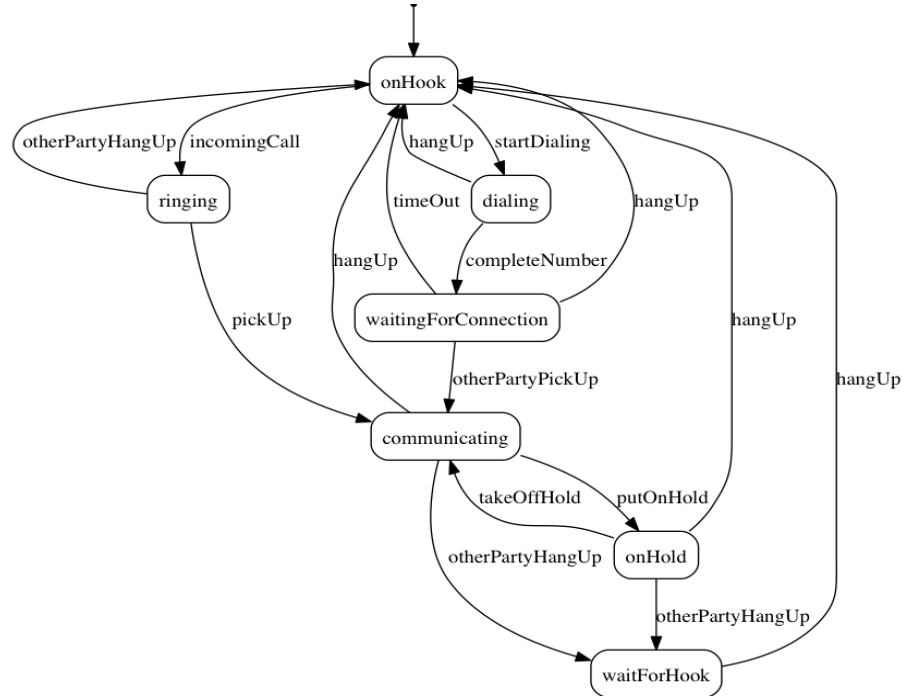 onHook
otherPartyHangUp
incomingCall
hangUp
startDialing
ringing
timeOut
dialing
hangUp
hangUp
completeNumber
pickUp
waitingForConnection
hangUp
otherPartyPickUp
hangUp
communicating
takeOffHold
putOnHold
otherPartyHangUp
onHold
otherPartyHangUp
waitForHook